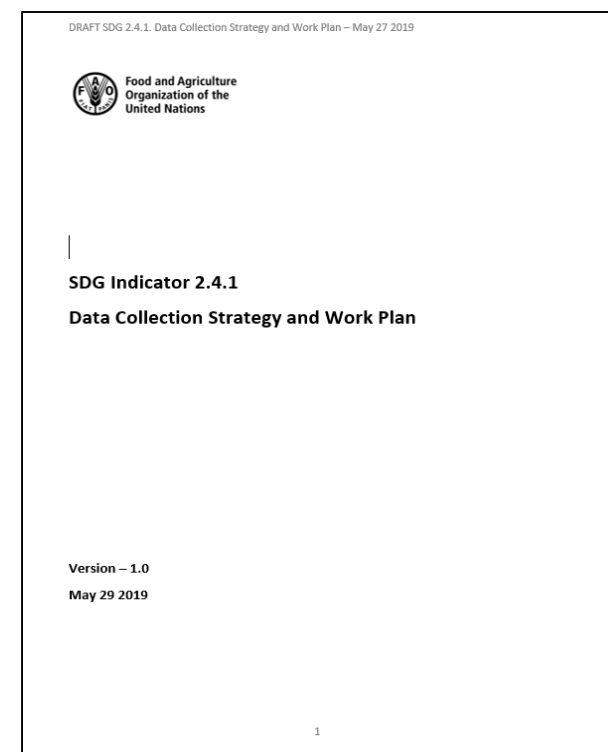 DRAFT SDG 2.4.1. Data Collection Strategy and Work Plan – May 27 2019
F A O
FIAT PANIS
Food and Agriculture
Organization of the
United Nations
SDG Indicator 2.4.1
Data Collection Strategy and Work Plan
Version – 1.0
May 29 2019
1